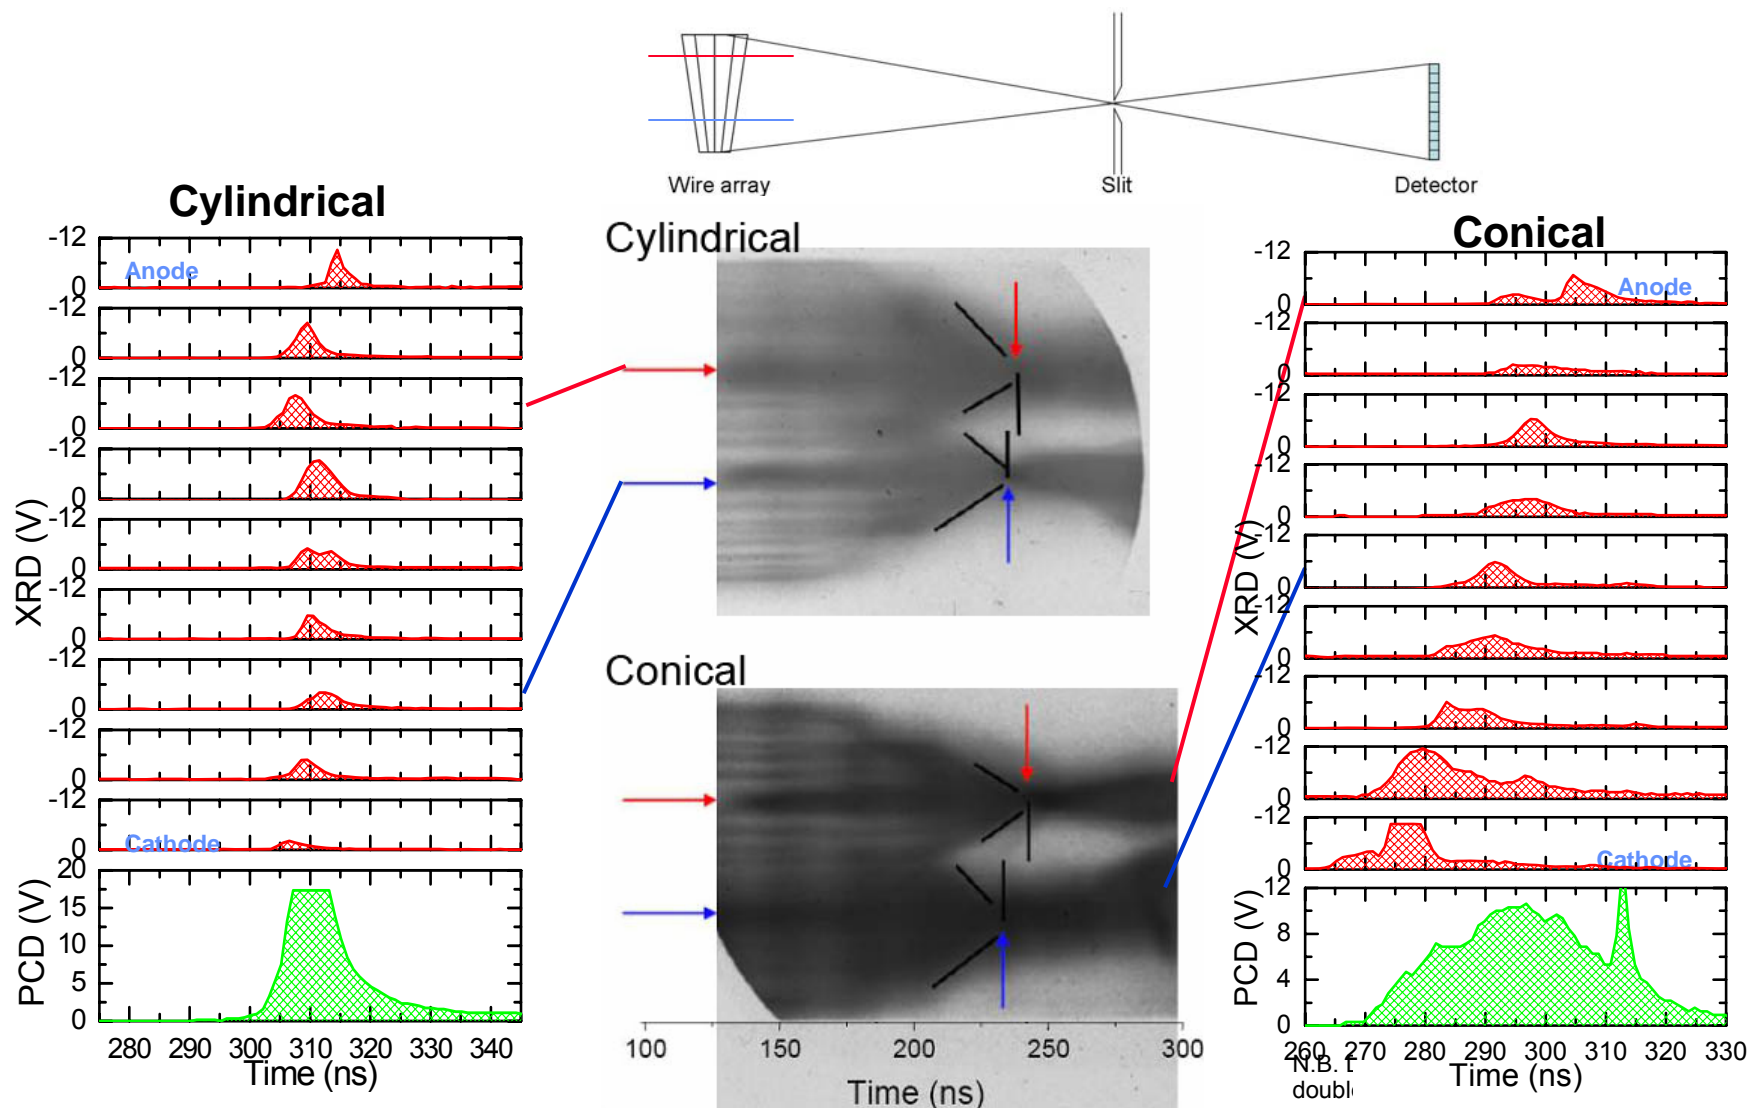 Wire array
Slit
Detector
Cylindrical
-12
0
Anode
-12
0
-12
0
-12
0
-12
0
-12
0
-12
0
-12
0
-12
0
Cathode
XRD (V)
20
15
10
5
0
PCD (V)
280 290 300 310 320 330 340
Time (ns)
Cylindrical
Conical
100 150 200 250 300
Time (ns)
Conical
-12
0
Anode
-12
0
-12
0
-12
0
-12
0
-12
0
-12
0
-12
0
-12
0
Cathode
XRD (V)
12
8
4
0
PCD (V)
260 270 280 290 300 310 320 330
Time (ns)
N.B.